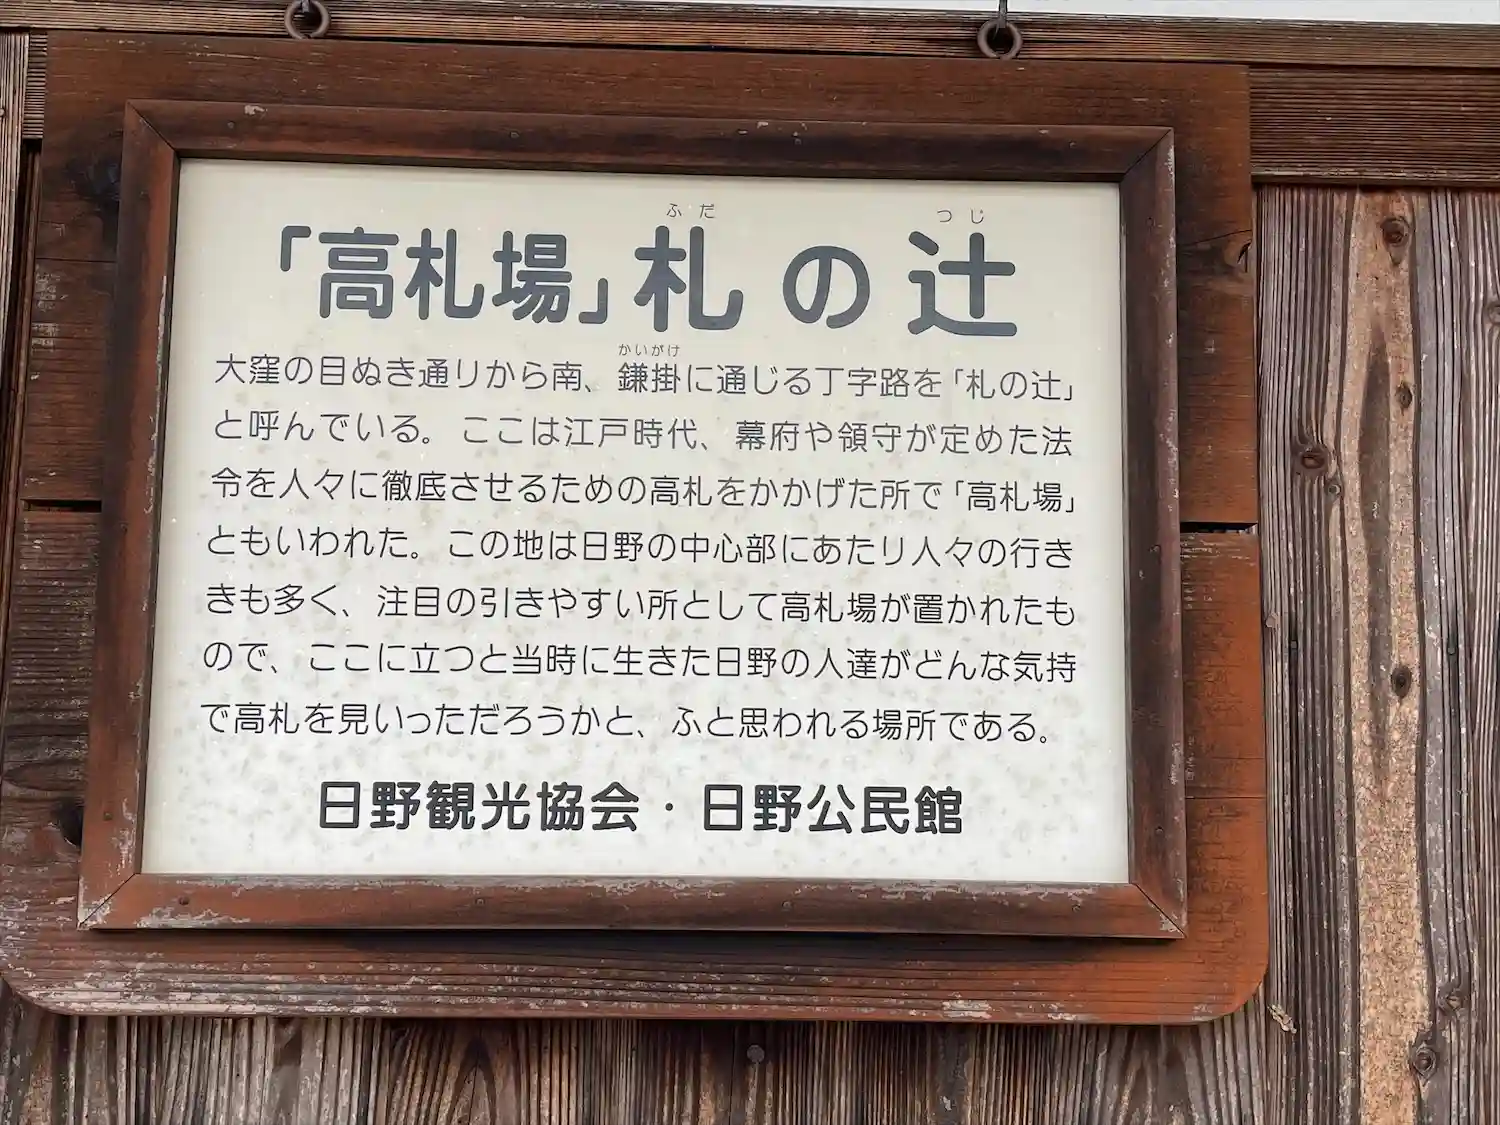 ふだ つじ
「高札場」札の辻
かいがけ
大窪の目ぬき通りから南、鎌掛に通じる丁字路を「札の辻」
と呼んでいる。ここは江戸時代、幕府や領守が定めた法
令を人々に徹底させるための高札をかかげた所で「高札場」
ともいわれた。この地は日野の中心部にあたり人々の行き
きも多く、注目の引きやすい所として高札場が置かれたも
ので、ここに立つと当時に生きた日野の人達がどんな気持
で高札を見いっただろうかと、ふと思われる場所である。
日野観光協会・日野公民館